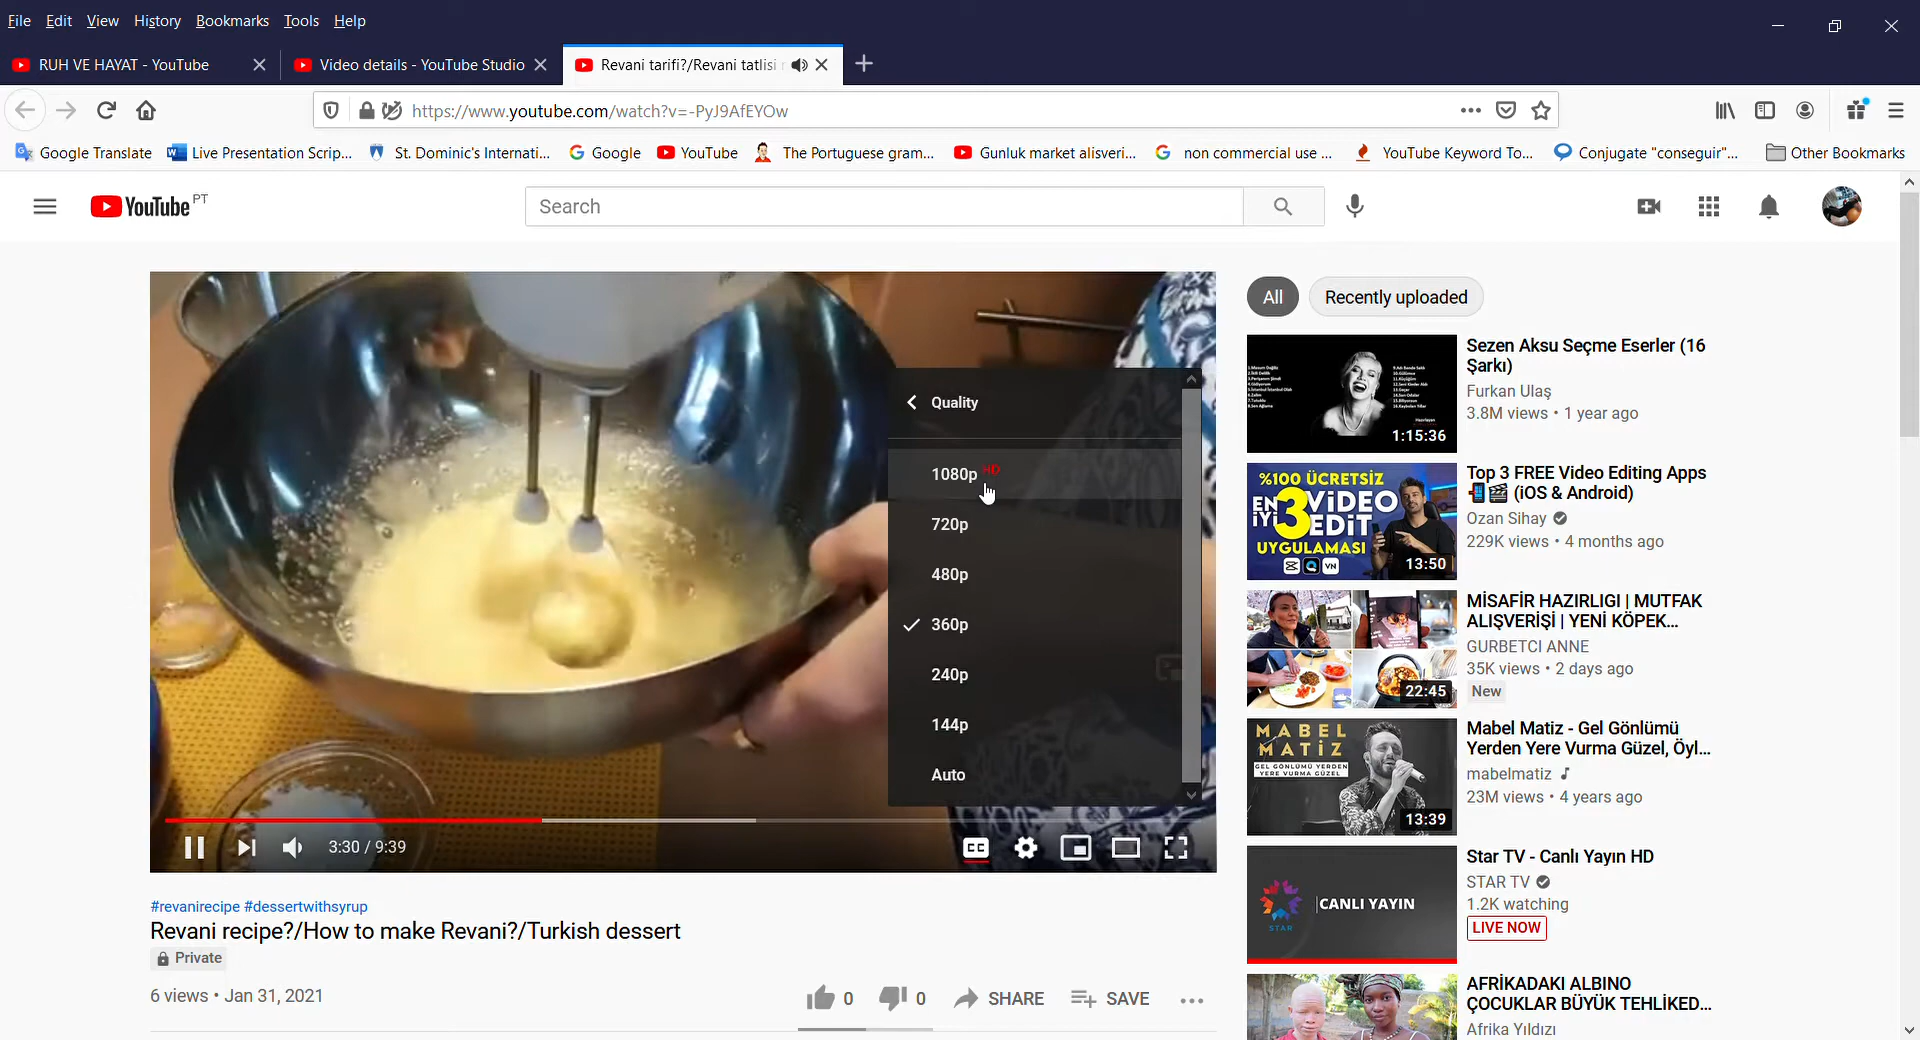 File Edit View History Bookmarks Tools Help
RUH VE HAYAT - YouTube
Video details - YouTube Studio
Revani tarifi?/Revani tatlisi
https://www.youtube.com/watch?v=-PyJ9AfEYOw
Google Translate
Live Presentation Scrip...
St. Dominic's Internati...
Google
YouTube
The Portuguese gram...
Gunluk market alisveri...
non commercial use ...
YouTube Keyword To...
Conjugate "conseguir"...
Other Bookmarks
YouTube PT
Search
Quality
1080p HD
720p
480p
360p
240p
144p
Auto
3:30 / 9:39
CC
#revanirecipe #dessertwithsyrup
Revani recipe?/How to make Revani?/Turkish dessert
Private
6 views • Jan 31, 2021
0
0
SHARE
SAVE
All
Recently uploaded
1:15:36
Sezen Aksu Seçme Eserler (16
Şarkı)
Furkan Ulaş
3.8M views • 1 year ago
%100 ÜCRETSİZ
EN İYİ 3 VİDEO
EDİT
UYGULAMASI
VN
13:50
Top 3 FREE Video Editing Apps
(iOS & Android)
Ozan Sihay
229K views • 4 months ago
22:45
MİSAFİR HAZIRLIGI | MUTFAK
ALIŞVERİŞİ | YENİ KÖPEK...
GURBETCI ANNE
35K views • 2 days ago
New
MABEL
MATİZ
GEL GÖNLÜMÜ YERDEN
YERE VURMA GÜZEL
13:39
Mabel Matiz - Gel Gönlümü
Yerden Yere Vurma Güzel, Öyl...
mabelmatiz
23M views • 4 years ago
STAR
CANLI YAYIN
Star TV - Canlı Yayın HD
STAR TV
1.2K watching
LIVE NOW
AFRİKADAKI ALBINO
ÇOCUKLAR BÜYÜK TEHLİKED...
Afrika Yıldızı